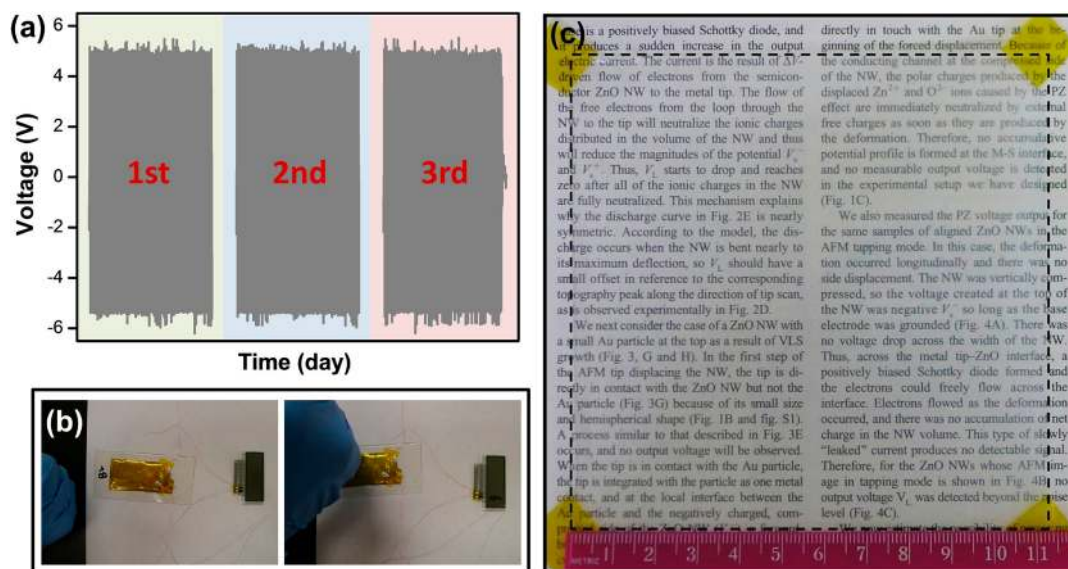 (a)
Voltage (V)
6
4
2
0
-2
-4
-6
1st
2nd
3rd
Time (day)
(b)
(c)
is a positively biased Schottky diode, and
it produces a sudden increase in the output
electric current. The current is the result of ΔV-
driven flow of electrons from the semicon-
ductor ZnO NW to the metal tip. The flow of
the free electrons from the loop through the
NW to the tip will neutralize the ionic charges
distributed in the volume of the NW and thus
will reduce the magnitudes of the potential Vs−
and Vs+. Thus, VL starts to drop and reaches
zero after all of the ionic charges in the NW
are fully neutralized. This mechanism explains
why the discharge curve in Fig. 2E is nearly
symmetric. According to the model, the dis-
charge occurs when the NW is bent nearly to
its maximum deflection, so VL should have a
small offset in reference to the corresponding
topography peak along the direction of tip scan,
as is observed experimentally in Fig. 2D.
We next consider the case of a ZnO NW with
a small Au particle at the top as a result of VLS
growth (Fig. 3, G and H). In the first step of
the AFM tip displacing the NW, the tip is di-
rectly in contact with the ZnO NW but not the
Au particle (Fig. 3G) because of its small size
and hemispherical shape (Fig. 1B and fig. S1).
A process similar to that described in Fig. 3E
occurs, and no output voltage will be observed.
When the tip is in contact with the Au particle,
the tip is integrated with the particle as one metal
contact, and at the local interface between the
Au particle and the negatively charged, com-
directly in touch with the Au tip at the be-
ginning of the forced displacement. Because of
the conducting channel at the compressed side
of the NW, the polar charges produced by the
displaced Zn2+ and O2− ions caused by the PZ
effect are immediately neutralized by external
free charges as soon as they are produced by
the deformation. Therefore, no accumulative
potential profile is formed at the M-S interface,
and no measurable output voltage is detected
in the experimental setup we have designed
(Fig. 1C).
We also measured the PZ voltage output for
the same samples of aligned ZnO NWs in the
AFM tapping mode. In this case, the deforma-
tion occurred longitudinally and there was no
side displacement. The NW was vertically com-
pressed, so the voltage created at the top of
the NW was negative Vs− so long as the base
electrode was grounded (Fig. 4A). There was
no voltage drop across the width of the NW.
Thus, across the metal tip–ZnO interface, a
positively biased Schottky diode formed and
the electrons could freely flow across the
interface. Electrons flowed as the deformation
occurred, and there was no accumulation of net
charge in the NW volume. This type of slowly
"leaked" current produces no detectable signal.
Therefore, for the ZnO NWs whose AFM im-
age in tapping mode is shown in Fig. 4B, no
output voltage VL was detected beyond the noise
level (Fig. 4C).
1 2 3 4 5 6 7 8 9 10 11